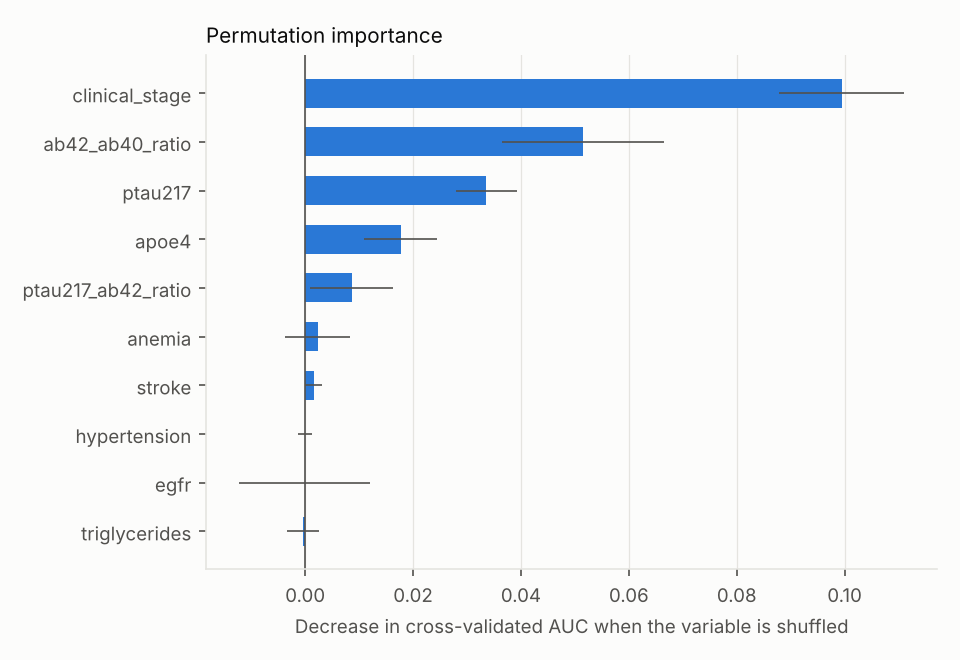 Permutation importance
clinical_stage
ab42_ab40_ratio
ptau217
apoe4
ptau217_ab42_ratio
anemia
stroke
hypertension
egfr
triglycerides
0.00 0.02 0.04 0.06 0.08 0.10
Decrease in cross-validated AUC when the variable is shuffled